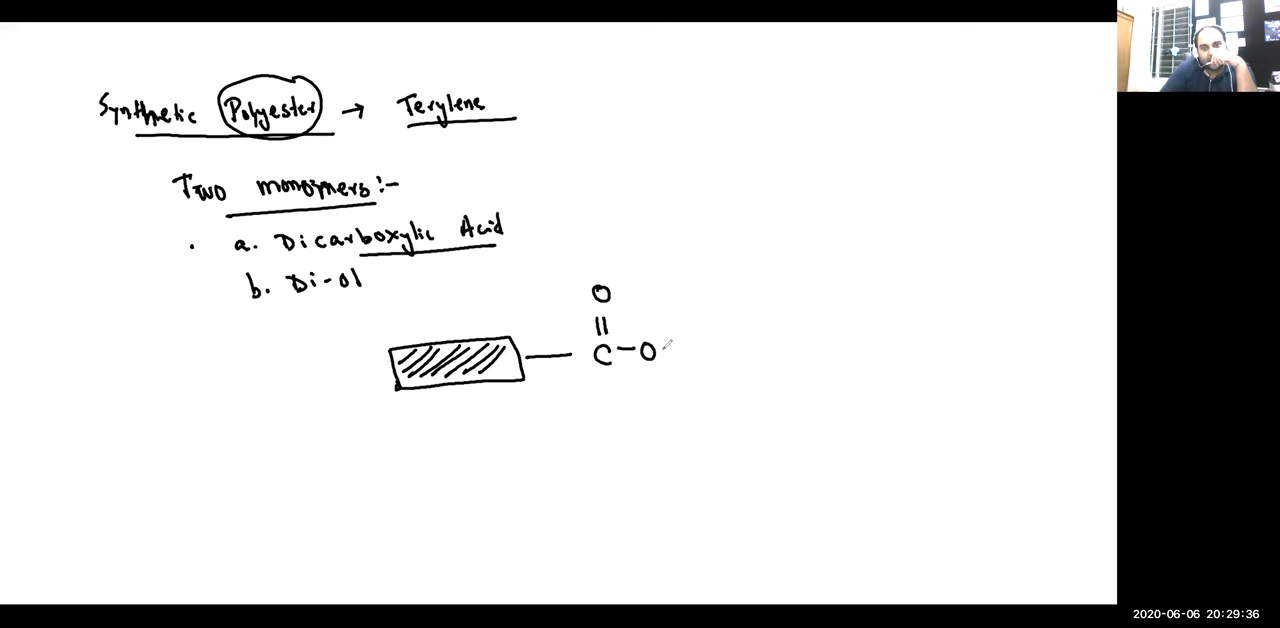 Synthetic Polyester → Terylene
Two monomers :-
a. Dicarboxylic Acid
b. Di-ol
O
||
C-O
2020-06-06 20:29:36